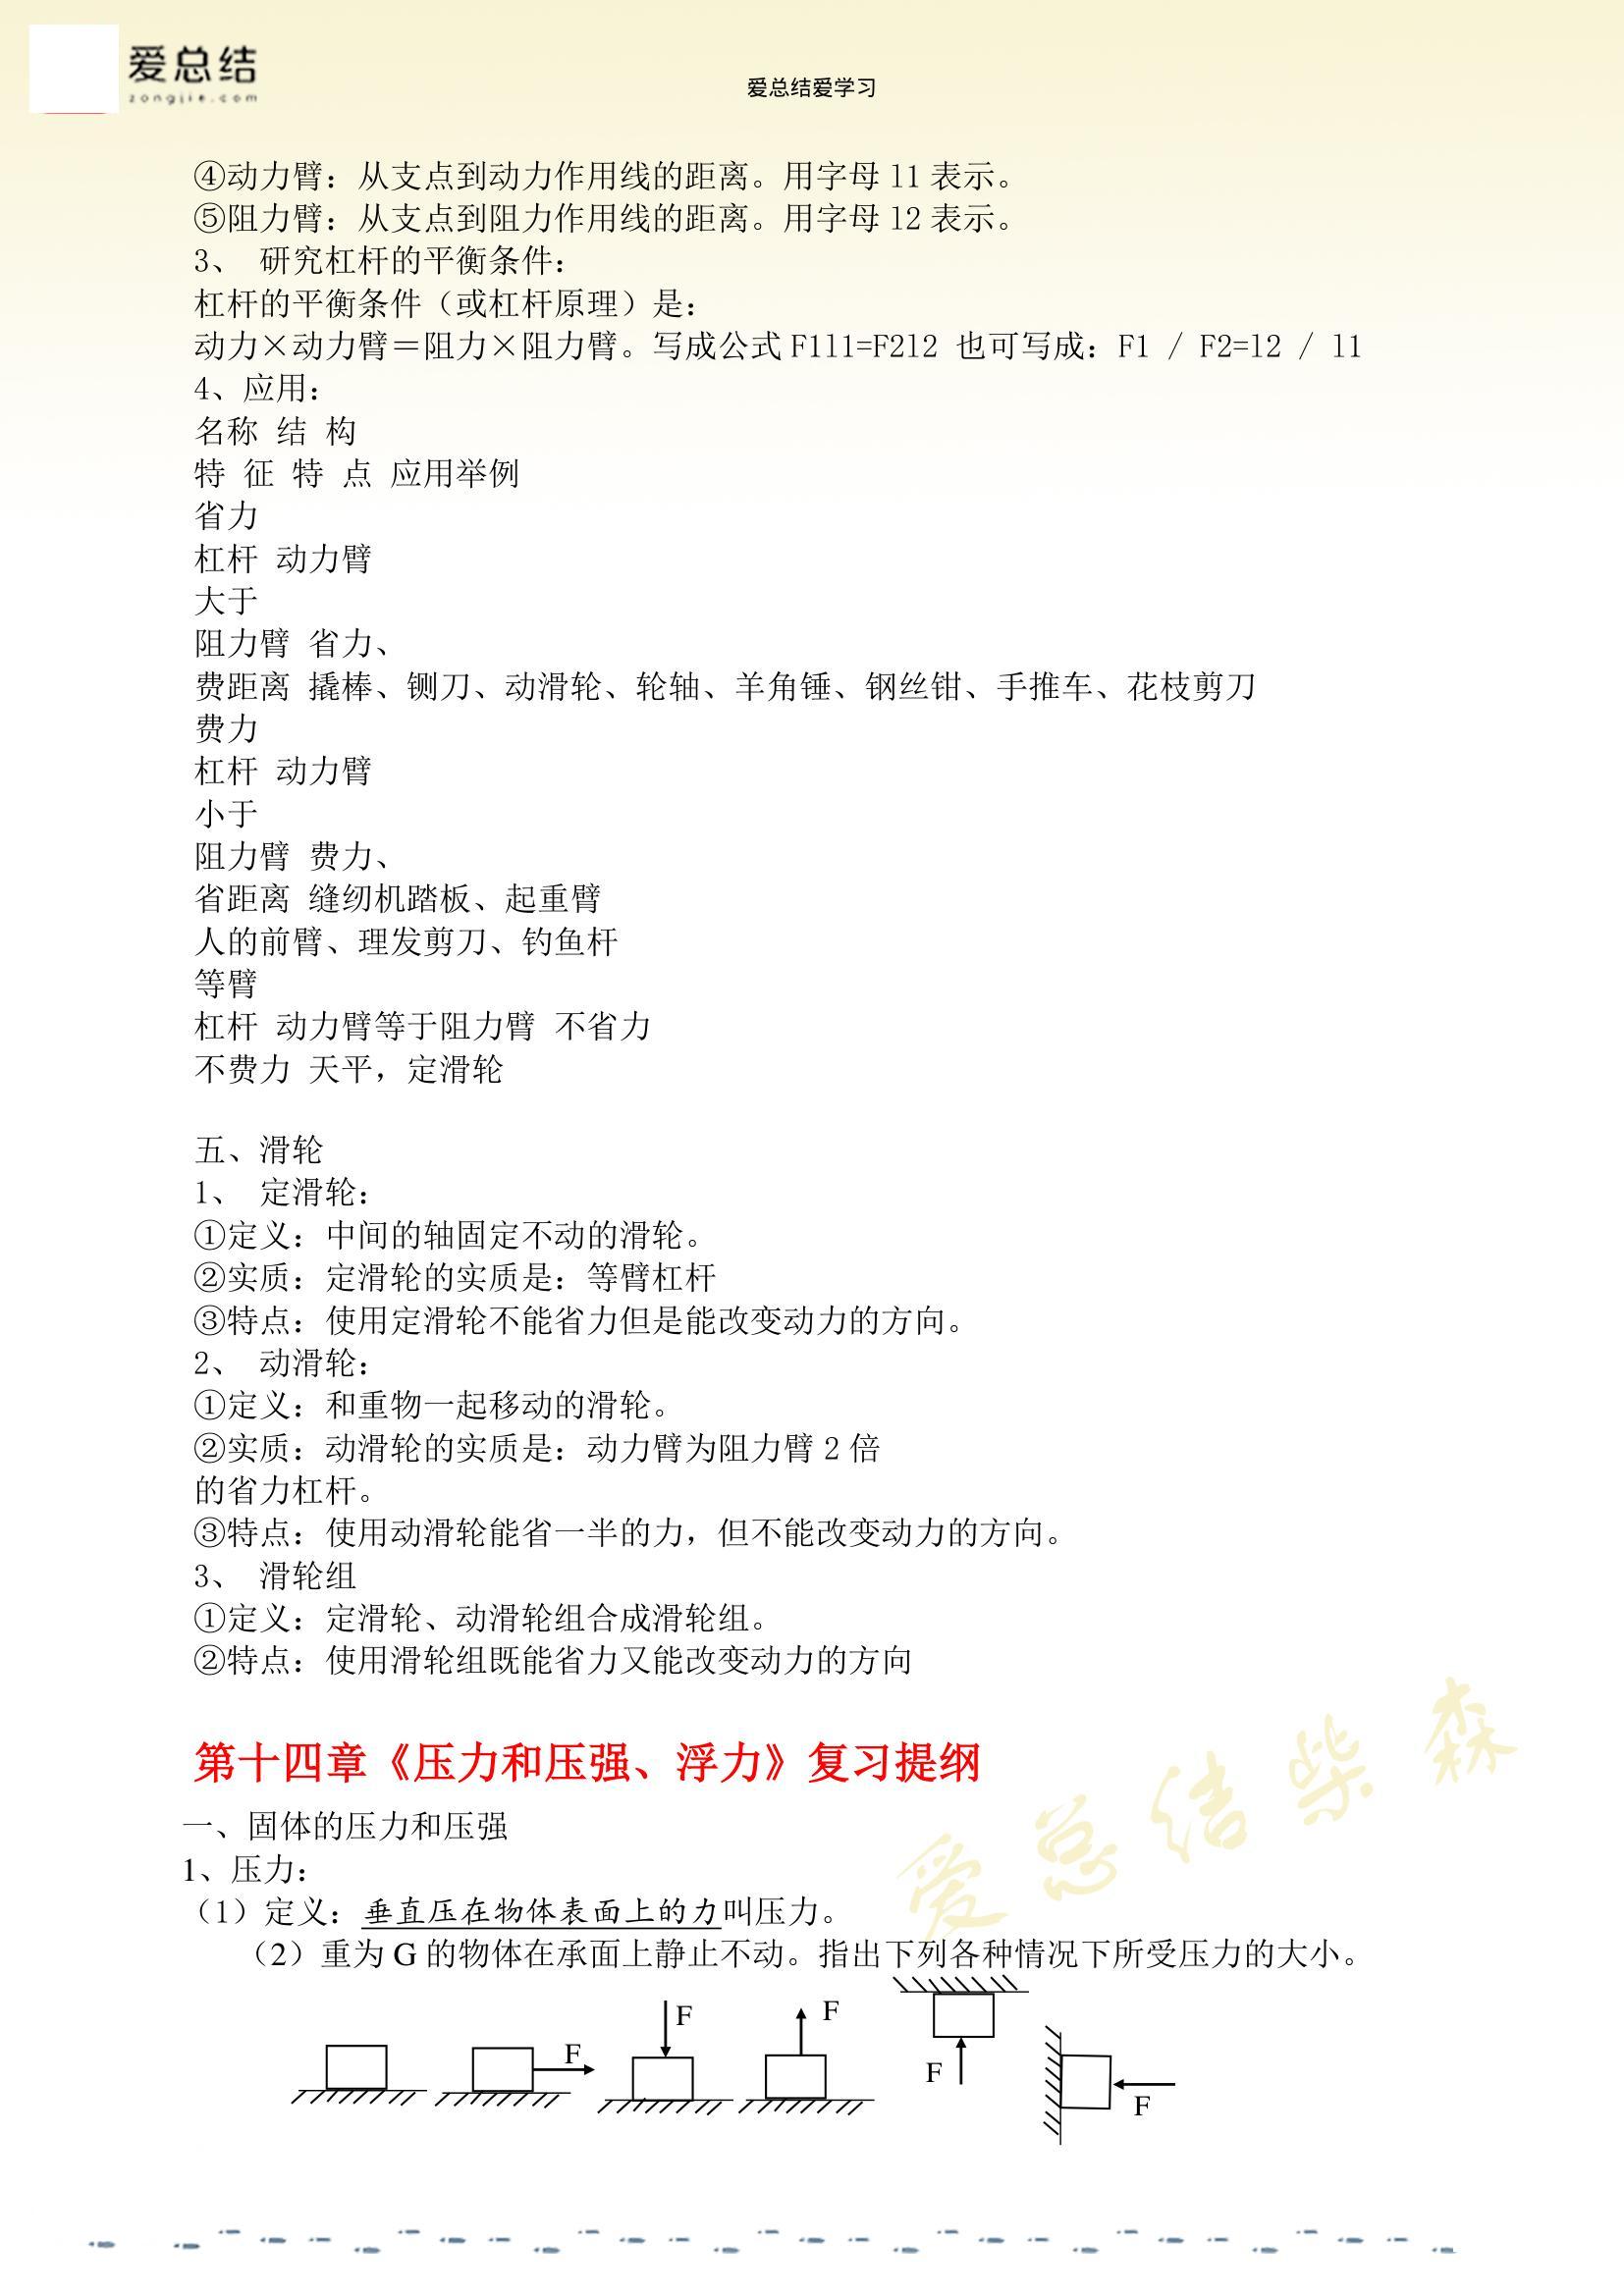 爱总结
zongjie.com
爱总结爱学习
④动力臂：从支点到动力作用线的距离。用字母 l1 表示。
⑤阻力臂：从支点到阻力作用线的距离。用字母 l2 表示。
3、 研究杠杆的平衡条件：
杠杆的平衡条件（或杠杆原理）是：
动力×动力臂＝阻力×阻力臂。写成公式 F1l1=F2l2 也可写成：F1 / F2=l2 / l1
4、应用：
名称 结 构
特 征 特 点 应用举例
省力
杠杆 动力臂
大于
阻力臂 省力、
费距离 撬棒、铡刀、动滑轮、轮轴、羊角锤、钢丝钳、手推车、花枝剪刀
费力
杠杆 动力臂
小于
阻力臂 费力、
省距离 缝纫机踏板、起重臂
人的前臂、理发剪刀、钓鱼杆
等臂
杠杆 动力臂等于阻力臂 不省力
不费力 天平，定滑轮
五、滑轮
1、 定滑轮：
①定义：中间的轴固定不动的滑轮。
②实质：定滑轮的实质是：等臂杠杆
③特点：使用定滑轮不能省力但是能改变动力的方向。
2、 动滑轮：
①定义：和重物一起移动的滑轮。
②实质：动滑轮的实质是：动力臂为阻力臂 2 倍
的省力杠杆。
③特点：使用动滑轮能省一半的力，但不能改变动力的方向。
3、 滑轮组
①定义：定滑轮、动滑轮组合成滑轮组。
②特点：使用滑轮组既能省力又能改变动力的方向
第十四章《压力和压强、浮力》复习提纲
一、固体的压力和压强
1、压力：
（1）定义：垂直压在物体表面上的力叫压力。
（2）重为 G 的物体在承面上静止不动。指出下列各种情况下所受压力的大小。
F
F
F
F
F
爱总结柴森